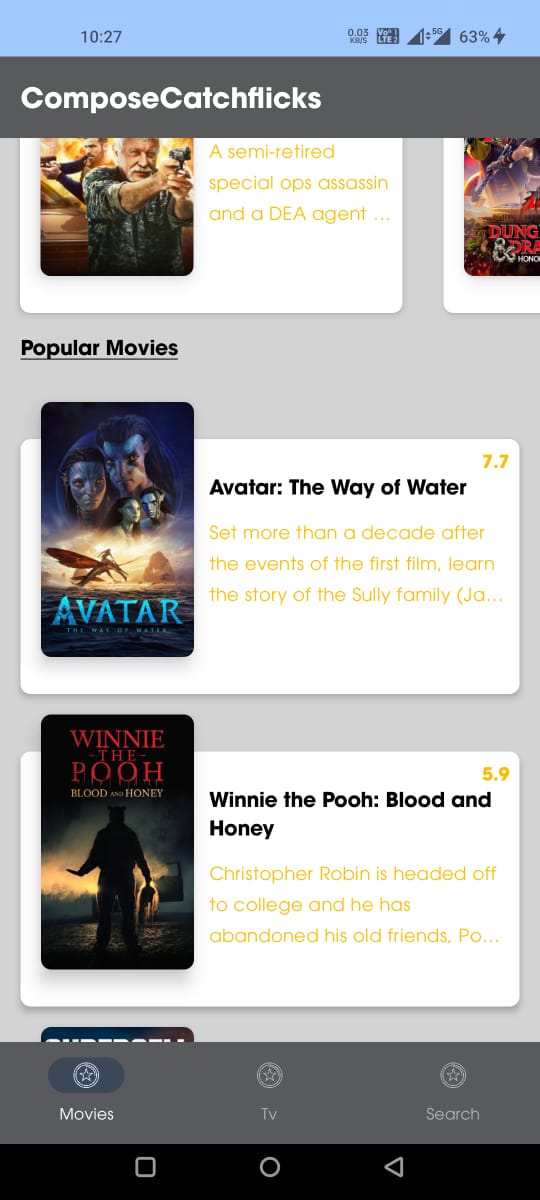 10:27
0.03
KB/S
Vo» 1
LTE 2
5G
63%
ComposeCatchflicks
A semi-retired
special ops assassin
and a DEA agent ...
DUNG
& DRA
HONO
Popular Movies
7.7
Avatar: The Way of Water
Set more than a decade after
the events of the first film, learn
the story of the Sully family (Ja...
AVATAR
THE WAY OF WATER
WINNIE
-THE-
POOH
BLOOD AND HONEY
5.9
Winnie the Pooh: Blood and
Honey
Christopher Robin is headed off
to college and he has
abandoned his old friends, Po...
SUPERCELL
Movies
Tv
Search